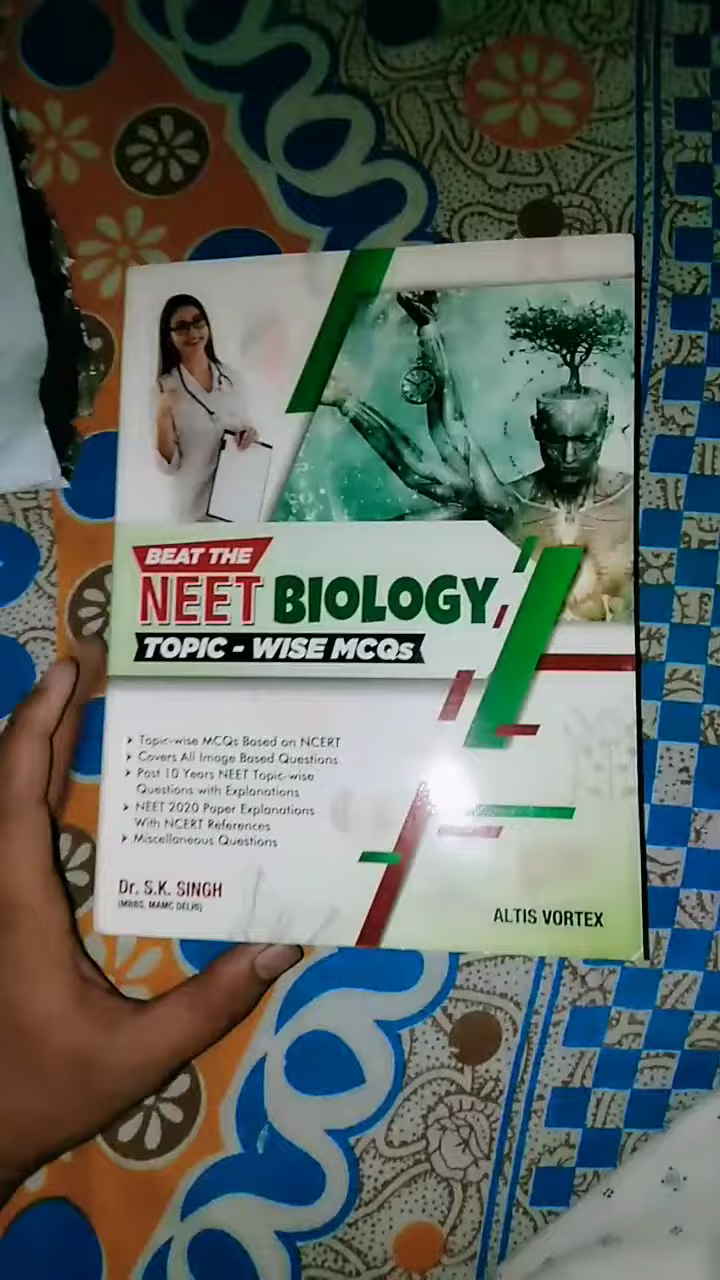 BEAT THE
NEET BIOLOGY
TOPIC - WISE MCQs
Topic-wise MCQs Based on NCERT
Covers All Image Based Questions
Past 10 Years NEET Topic-wise
Questions with Explanations
NEET 2020 Paper Explanations
With NCERT References
Miscellaneous Questions
Dr. S.K. SINGH
(MBBS, MAMC DELHI)
ALTIS VORTEX